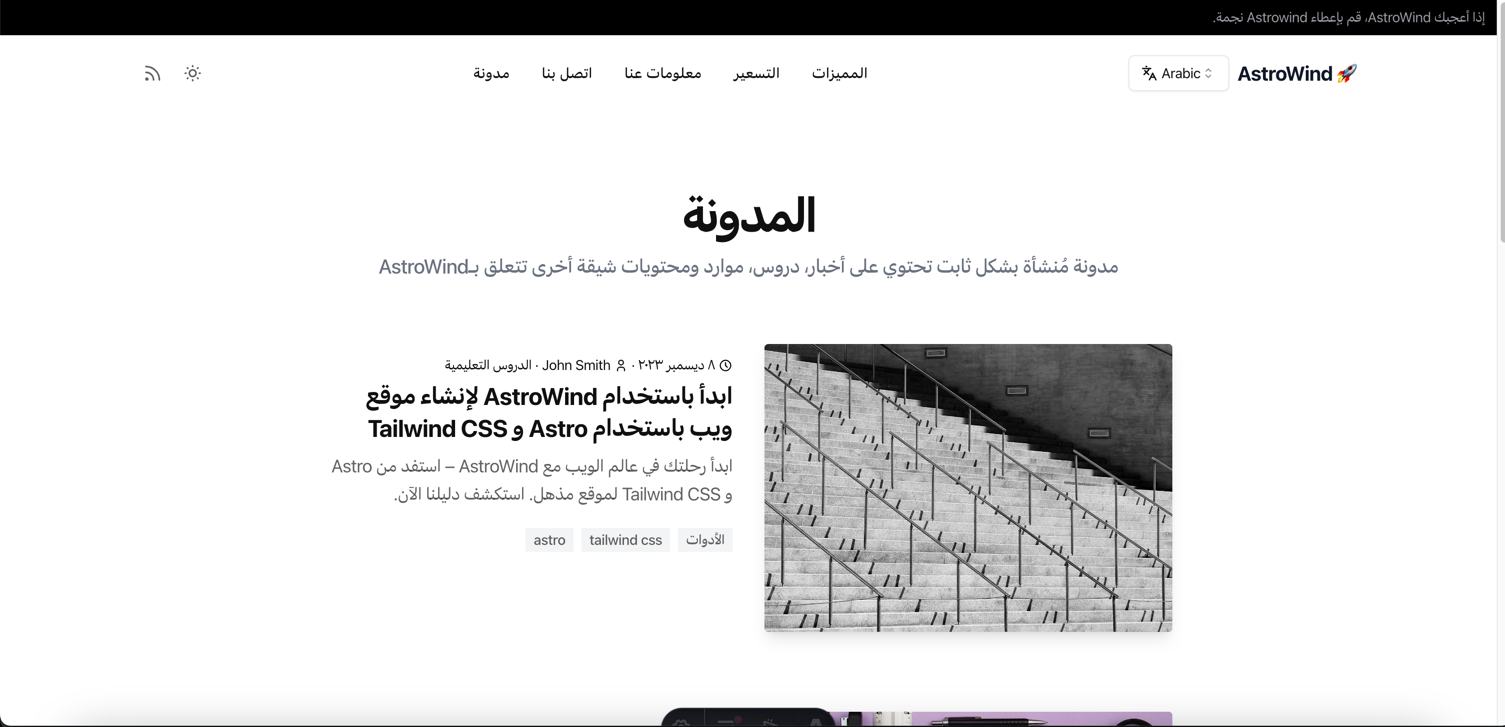 إذا أعجبك AstroWind، قم بإعطاء Astrowind نجمة.
AstroWind 🚀
Arabic
المميزات
التسعير
معلومات عنا
اتصل بنا
مدونة
المدونة
مدونة مُنشأة بشكل ثابت تحتوي على أخبار، دروس، موارد ومحتويات شيقة أخرى تتعلق بـAstroWind
٨ ديسمبر ٢٠٢٣ · John Smith · الدروس التعليمية
ابدأ باستخدام AstroWind لإنشاء موقع
ويب باستخدام Astro و Tailwind CSS
ابدأ رحلتك في عالم الويب مع AstroWind – استفد من Astro
و Tailwind CSS لموقع مذهل. استكشف دليلنا الآن.
الأدوات
tailwind css
astro